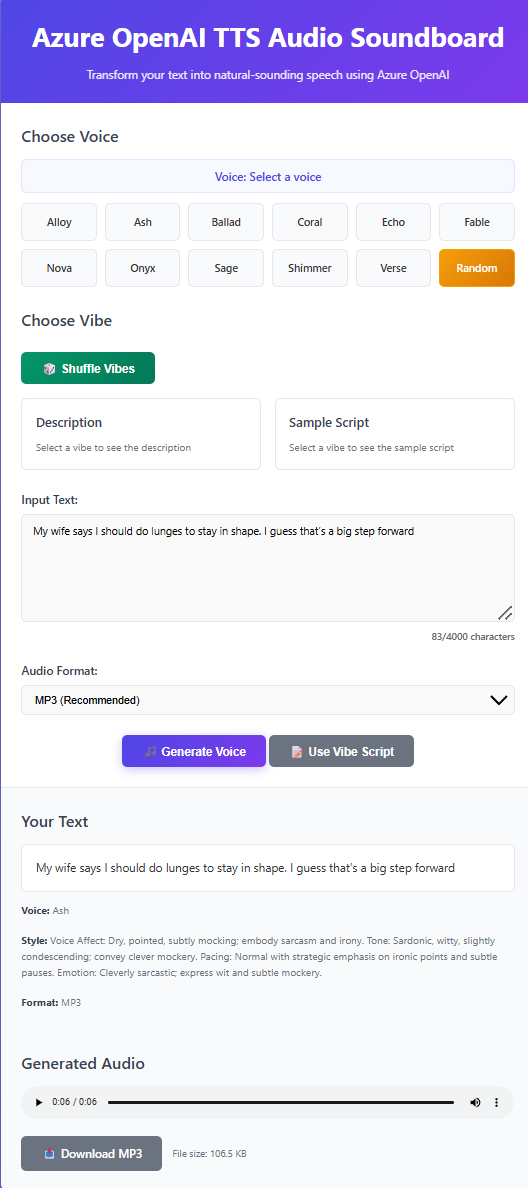 Azure OpenAI TTS Audio Soundboard
Transform your text into natural-sounding speech using Azure OpenAI
Choose Voice
Voice: Select a voice
Alloy Ash Ballad Coral Echo Fable
Nova Onyx Sage Shimmer Verse Random
Choose Vibe
Shuffle Vibes
Description
Select a vibe to see the description
Sample Script
Select a vibe to see the sample script
Input Text:
My wife says I should do lunges to stay in shape. I guess that's a big step forward
83/4000 characters
Audio Format:
MP3 (Recommended)
Generate Voice Use Vibe Script
Your Text
My wife says I should do lunges to stay in shape. I guess that's a big step forward
Voice: Ash
Style: Voice Affect: Dry, pointed, subtly mocking; embody sarcasm and irony. Tone: Sardonic, witty, slightly
condescending; convey clever mockery. Pacing: Normal with strategic emphasis on ironic points and subtle
pauses. Emotion: Cleverly sarcastic; express wit and subtle mockery.
Format: MP3
Generated Audio
0:06 / 0:06
Download MP3 File size: 106.5 KB